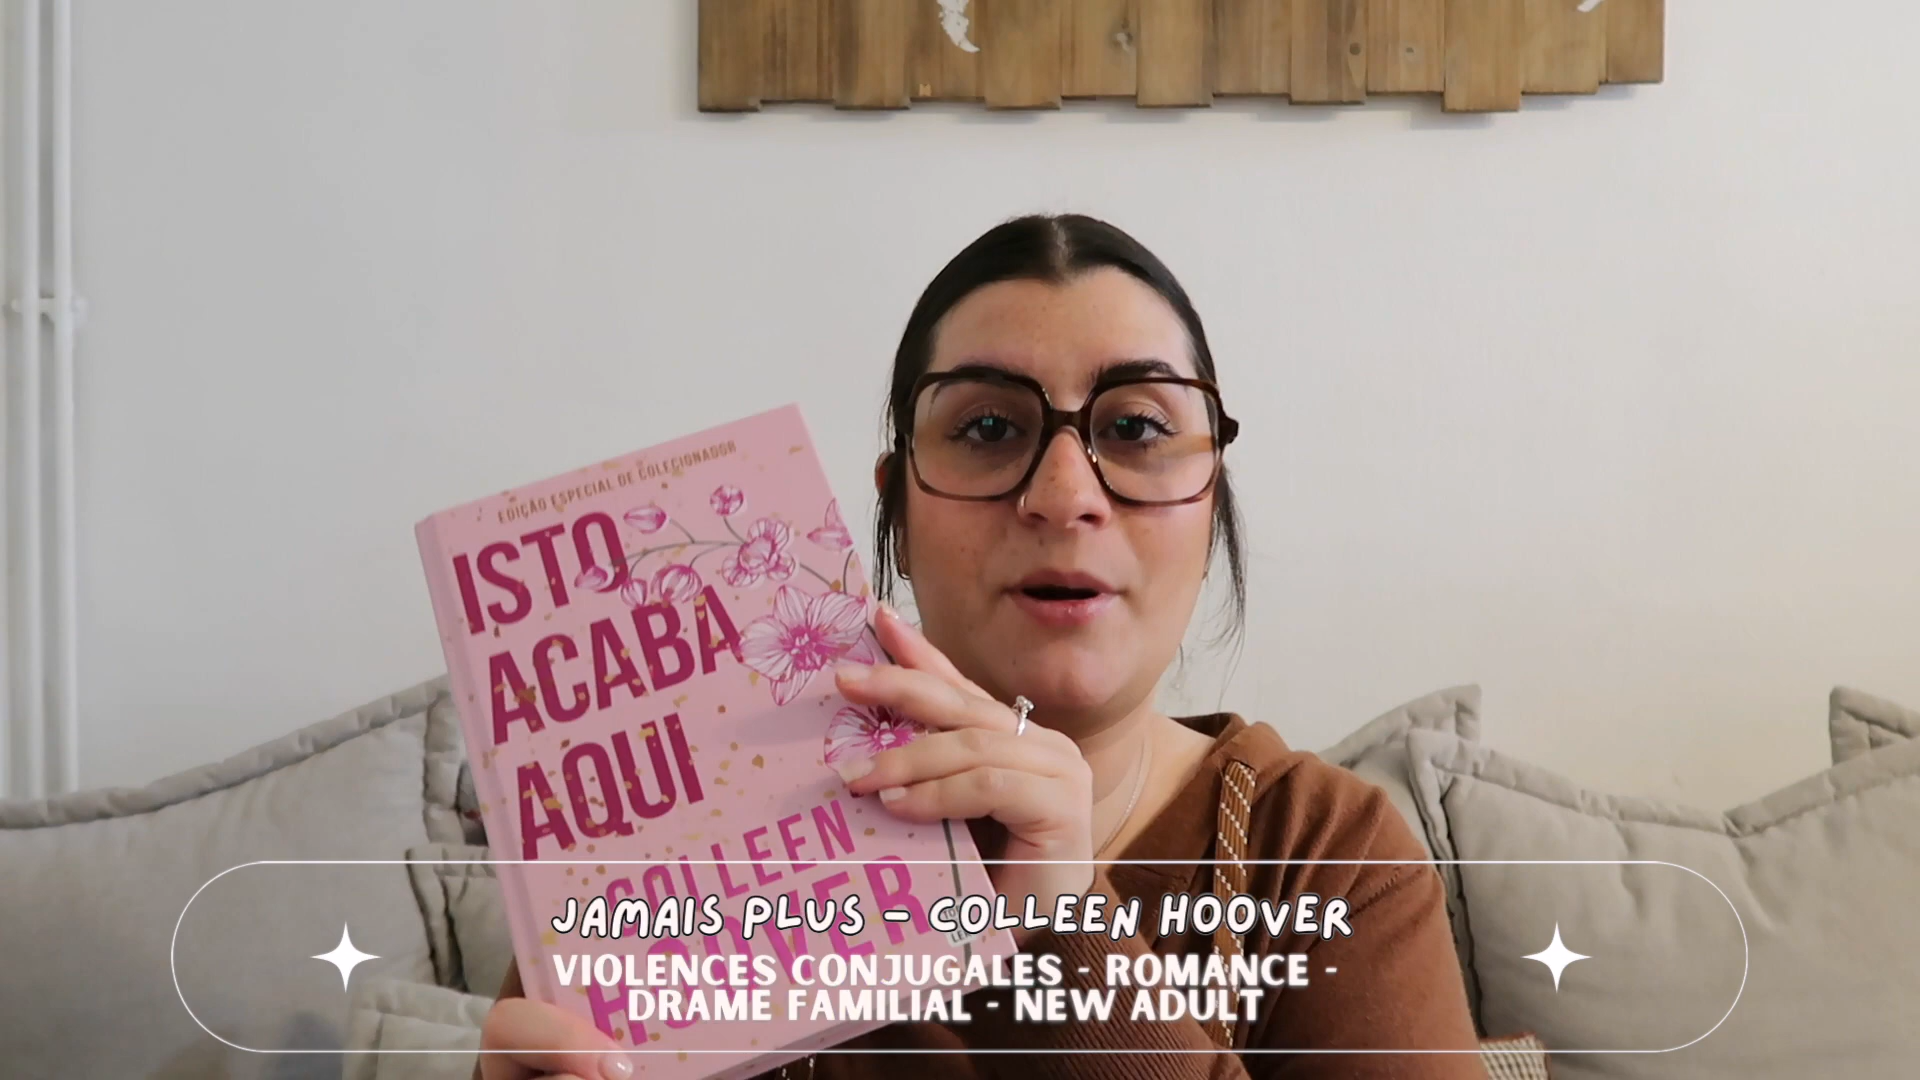 EDIÇÃO ESPECIAL DE COLECIONADOR
ISTO
ACABA
AQUI
COLLEEN
HOOVER
JAMAIS PLUS - COLLEEN HOOVER
VIOLENCES CONJUGALES - ROMANCE -
DRAME FAMILIAL - NEW ADULT